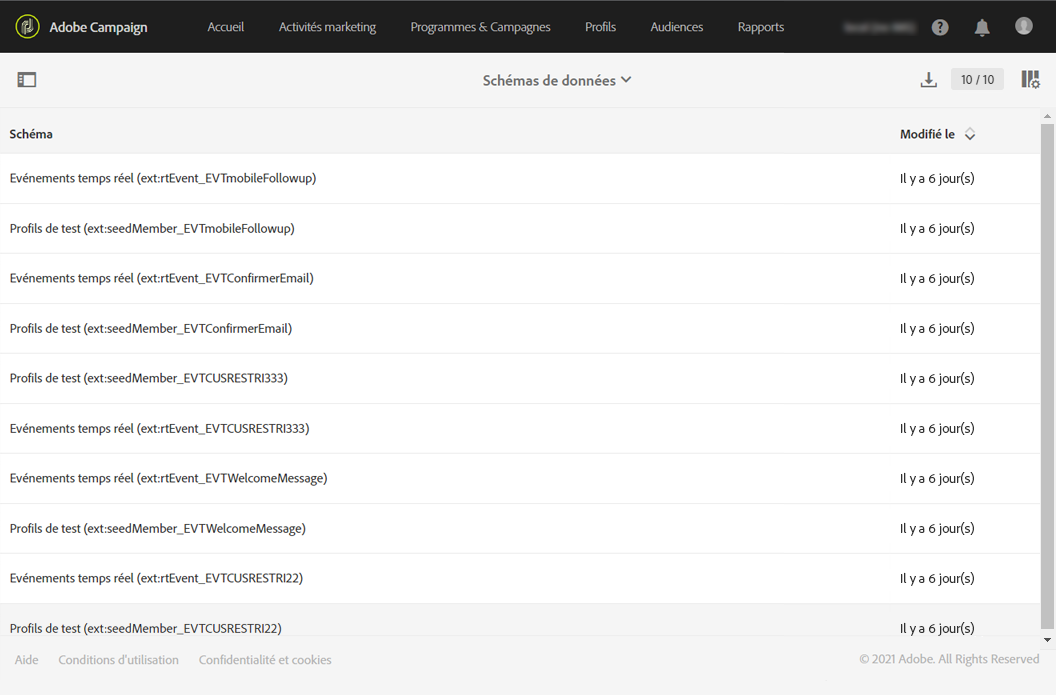 Adobe Campaign Accueil Activités marketing Programmes & Campagnes Profils Audiences Rapports
Schémas de données 10 / 10
Schéma Modifié le
Evénements temps réel (ext:rtEvent_EVTmobileFollowup) Il y a 6 jour(s)
Profils de test (ext:seedMember_EVTmobileFollowup) Il y a 6 jour(s)
Evénements temps réel (ext:rtEvent_EVTConfirmerEmail) Il y a 6 jour(s)
Profils de test (ext:seedMember_EVTConfirmerEmail) Il y a 6 jour(s)
Profils de test (ext:seedMember_EVTCUSRESTRI333) Il y a 6 jour(s)
Evénements temps réel (ext:rtEvent_EVTCUSRESTRI333) Il y a 6 jour(s)
Evénements temps réel (ext:rtEvent_EVTWelcomeMessage) Il y a 6 jour(s)
Profils de test (ext:seedMember_EVTWelcomeMessage) Il y a 6 jour(s)
Evénements temps réel (ext:rtEvent_EVTCUSRESTRI22) Il y a 6 jour(s)
Profils de test (ext:seedMember_EVTCUSRESTRI22) Il y a 6 jour(s)
Aide Conditions d'utilisation Confidentialité et cookies © 2021 Adobe. All Rights Reserved